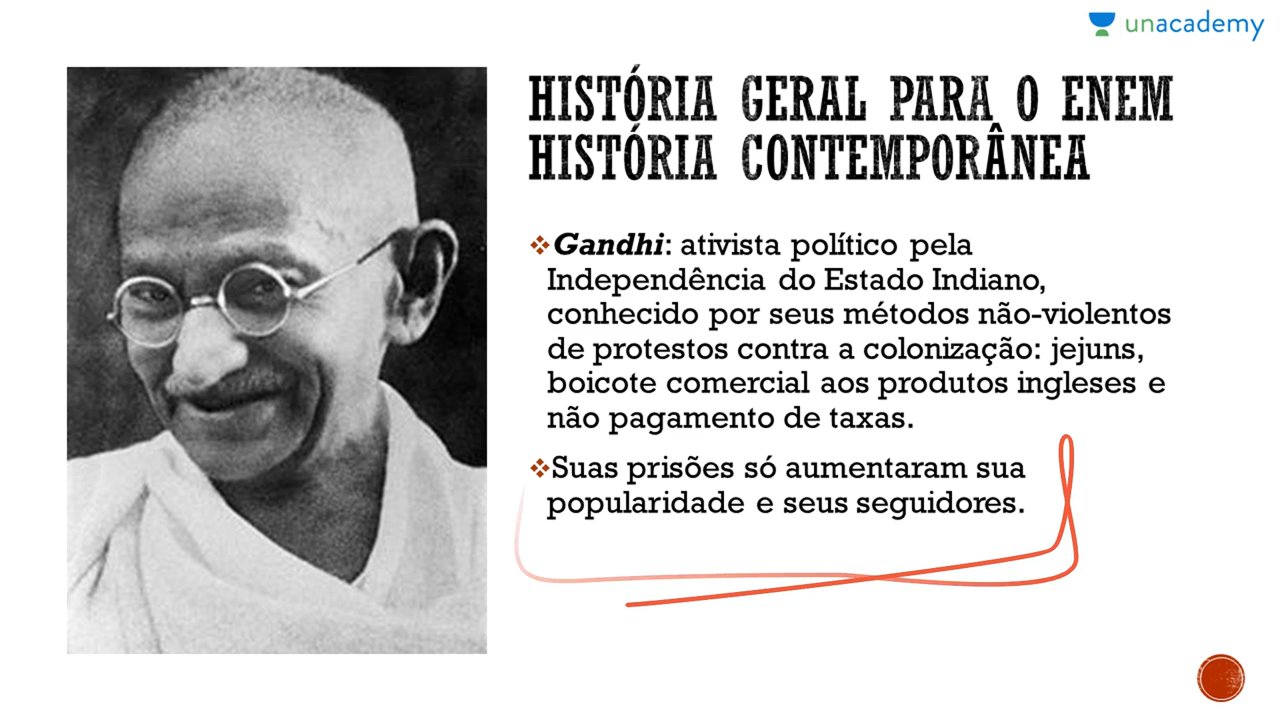 unacademy
HISTÓRIA GERAL PARA O ENEM
HISTÓRIA CONTEMPORÂNEA
❖Gandhi: ativista político pela
Independência do Estado Indiano,
conhecido por seus métodos não-violentos
de protestos contra a colonização: jejuns,
boicote comercial aos produtos ingleses e
não pagamento de taxas.
❖Suas prisões só aumentaram sua
popularidade e seus seguidores.